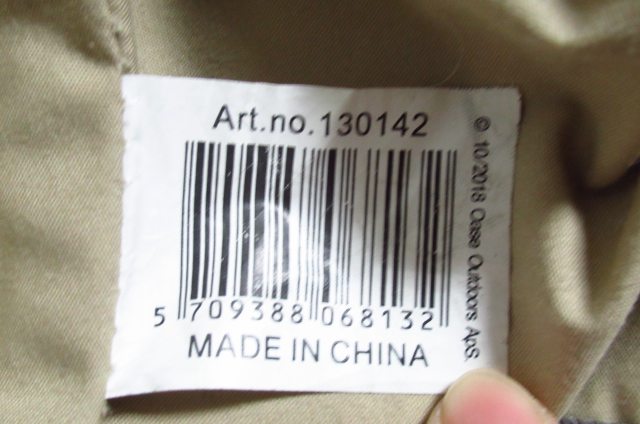 Art.no.130142
5 709388 068132
MADE IN CHINA
© 10/2018 Oase Outdoors ApS.